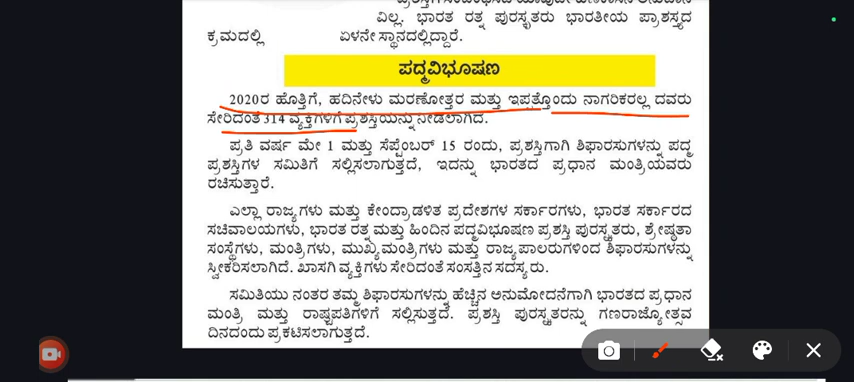 ವಿಲ್ಲ. ಭಾರತ ರತ್ನ ಪುರಸ್ಕೃತರು ಭಾರತೀಯ ಪ್ರಾಶಸ್ತ್ಯದ
ಕ್ರಮದಲ್ಲಿ ಏಳನೇ ಸ್ಥಾನದಲ್ಲಿದ್ದಾರೆ.
ಪದ್ಮವಿಭೂಷಣ
2020ರ ಹೊತ್ತಿಗೆ, ಹದಿನೇಳು ಮರಣೋತ್ತರ ಮತ್ತು ಇಪ್ಪತ್ತೊಂದು ನಾಗರಿಕರಲ್ಲದವರು
ಸೇರಿದಂತೆ 314 ವ್ಯಕ್ತಿಗಳಿಗೆ ಪ್ರಶಸ್ತಿಯನ್ನು ನೀಡಲಾಗಿದೆ.
ಪ್ರತಿ ವರ್ಷ ಮೇ 1 ಮತ್ತು ಸೆಪ್ಟೆಂಬರ್ 15 ರಂದು, ಪ್ರಶಸ್ತಿಗಾಗಿ ಶಿಫಾರಸುಗಳನ್ನು ಪದ್ಮ
ಪ್ರಶಸ್ತಿಗಳ ಸಮಿತಿಗೆ ಸಲ್ಲಿಸಲಾಗುತ್ತದೆ, ಇದನ್ನು ಭಾರತದ ಪ್ರಧಾನ ಮಂತ್ರಿಯವರು
ರಚಿಸುತ್ತಾರೆ.
ಎಲ್ಲಾ ರಾಜ್ಯಗಳು ಮತ್ತು ಕೇಂದ್ರಾಡಳಿತ ಪ್ರದೇಶಗಳ ಸರ್ಕಾರಗಳು, ಭಾರತ ಸರ್ಕಾರದ
ಸಚಿವಾಲಯಗಳು, ಭಾರತ ರತ್ನ ಮತ್ತು ಹಿಂದಿನ ಪದ್ಮವಿಭೂಷಣ ಪ್ರಶಸ್ತಿ ಪುರಸ್ಕೃತರು, ಶ್ರೇಷ್ಠತಾ
ಸಂಸ್ಥೆಗಳು, ಮಂತ್ರಿಗಳು, ಮುಖ್ಯಮಂತ್ರಿಗಳು ಮತ್ತು ರಾಜ್ಯಪಾಲರುಗಳಿಂದ ಶಿಫಾರಸುಗಳನ್ನು
ಸ್ವೀಕರಿಸಲಾಗಿದೆ. ಖಾಸಗಿ ವ್ಯಕ್ತಿಗಳು ಸೇರಿದಂತೆ ಸಂಸತ್ತಿನ ಸದಸ್ಯರು.
ಸಮಿತಿಯು ನಂತರ ತಮ್ಮ ಶಿಫಾರಸುಗಳನ್ನು ಹೆಚ್ಚಿನ ಅನುಮೋದನೆಗಾಗಿ ಭಾರತದ ಪ್ರಧಾನ
ಮಂತ್ರಿ ಮತ್ತು ರಾಷ್ಟ್ರಪತಿಗಳಿಗೆ ಸಲ್ಲಿಸುತ್ತದೆ. ಪ್ರಶಸ್ತಿ ಪುರಸ್ಕೃತರನ್ನು ಗಣರಾಜ್ಯೋತ್ಸವ
ದಿನದಂದು ಪ್ರಕಟಿಸಲಾಗುತ್ತದೆ.